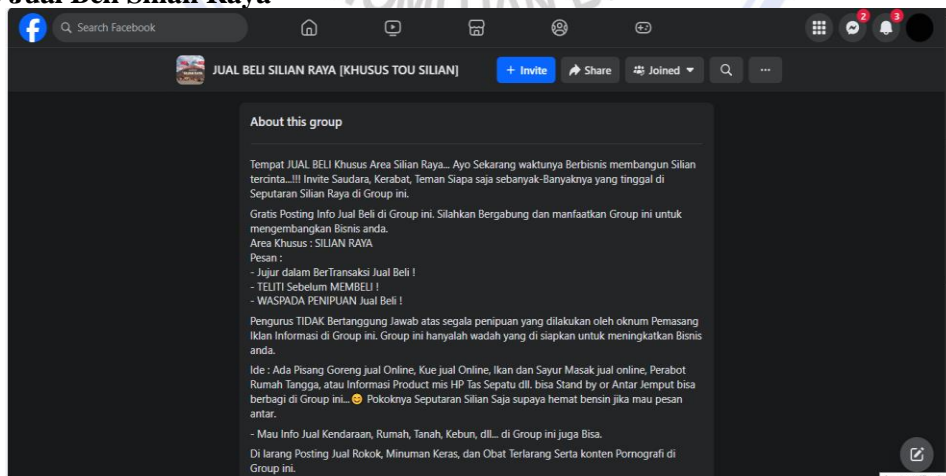 Jual Beli Silian Raya
Search Facebook
2
3
JUAL BELI SILIAN RAYA [KHUSUS TOU SILIAN]
+ Invite
Share
Joined
About this group
Tempat JUAL BELI Khusus Area Silian Raya... Ayo Sekarang waktunya Berbisnis membangun Silian
tercinta...!!! Invite Saudara, Kerabat, Teman Siapa saja sebanyak-Banyaknya yang tinggal di
Seputaran Silian Raya di Group ini.
Gratis Posting Info Jual Beli di Group ini. Silahkan Bergabung dan manfaatkan Group ini untuk
mengembangkan Bisnis anda.
Area Khusus : SILIAN RAYA
Pesan :
- Jujur dalam BerTransaksi Jual Beli !
- TELITI Sebelum MEMBELI !
- WASPADA PENIPUAN Jual Beli !
Pengurus TIDAK Bertanggung Jawab atas segala penipuan yang dilakukan oleh oknum Pemasang
Iklan Informasi di Group ini. Group ini hanyalah wadah yang di siapkan untuk meningkatkan Bisnis
anda.
Ide : Ada Pisang Goreng jual Online, Kue jual Online, Ikan dan Sayur Masak jual online, Perabot
Rumah Tangga, atau Informasi Product mis HP Tas Sepatu dll. bisa Stand by or Antar Jemput bisa
berbagi di Group ini...😊 Pokoknya Seputaran Silian Saja supaya hemat bensin jika mau pesan
antar.
- Mau Info Jual Kendaraan, Rumah, Tanah, Kebun, dll... di Group ini juga Bisa.
Di larang Posting Jual Rokok, Minuman Keras, dan Obat Terlarang Serta konten Pornografi di
Group ini.